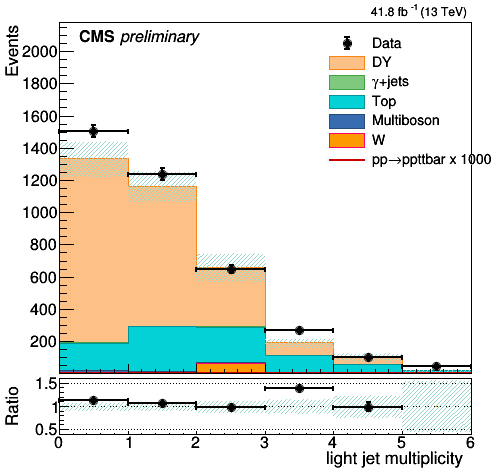 41.8 fb⁻¹ (13 TeV)
CMS preliminary
Events
2000
1800
1600
1400
1200
1000
800
600
400
200
Data
DY
γ+jets
Top
Multiboson
W
pp→ppttbar x 1000
Ratio
1.5
1
0.5
0 1 2 3 4 5 6
light jet multiplicity